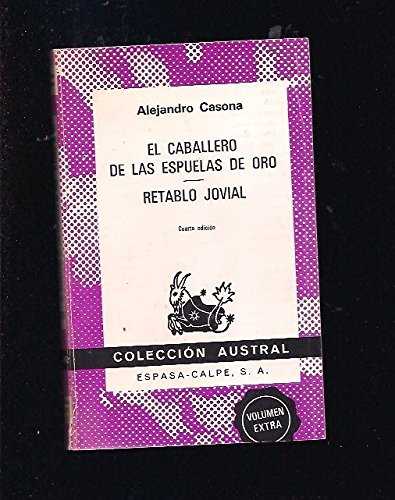 Alejandro Casona
EL CABALLERO
DE LAS ESPUELAS DE ORO
RETABLO JOVIAL
Cuarta edición
COLECCIÓN AUSTRAL
ESPASA-CALPE, S. A.
VOLUMEN
EXTRA